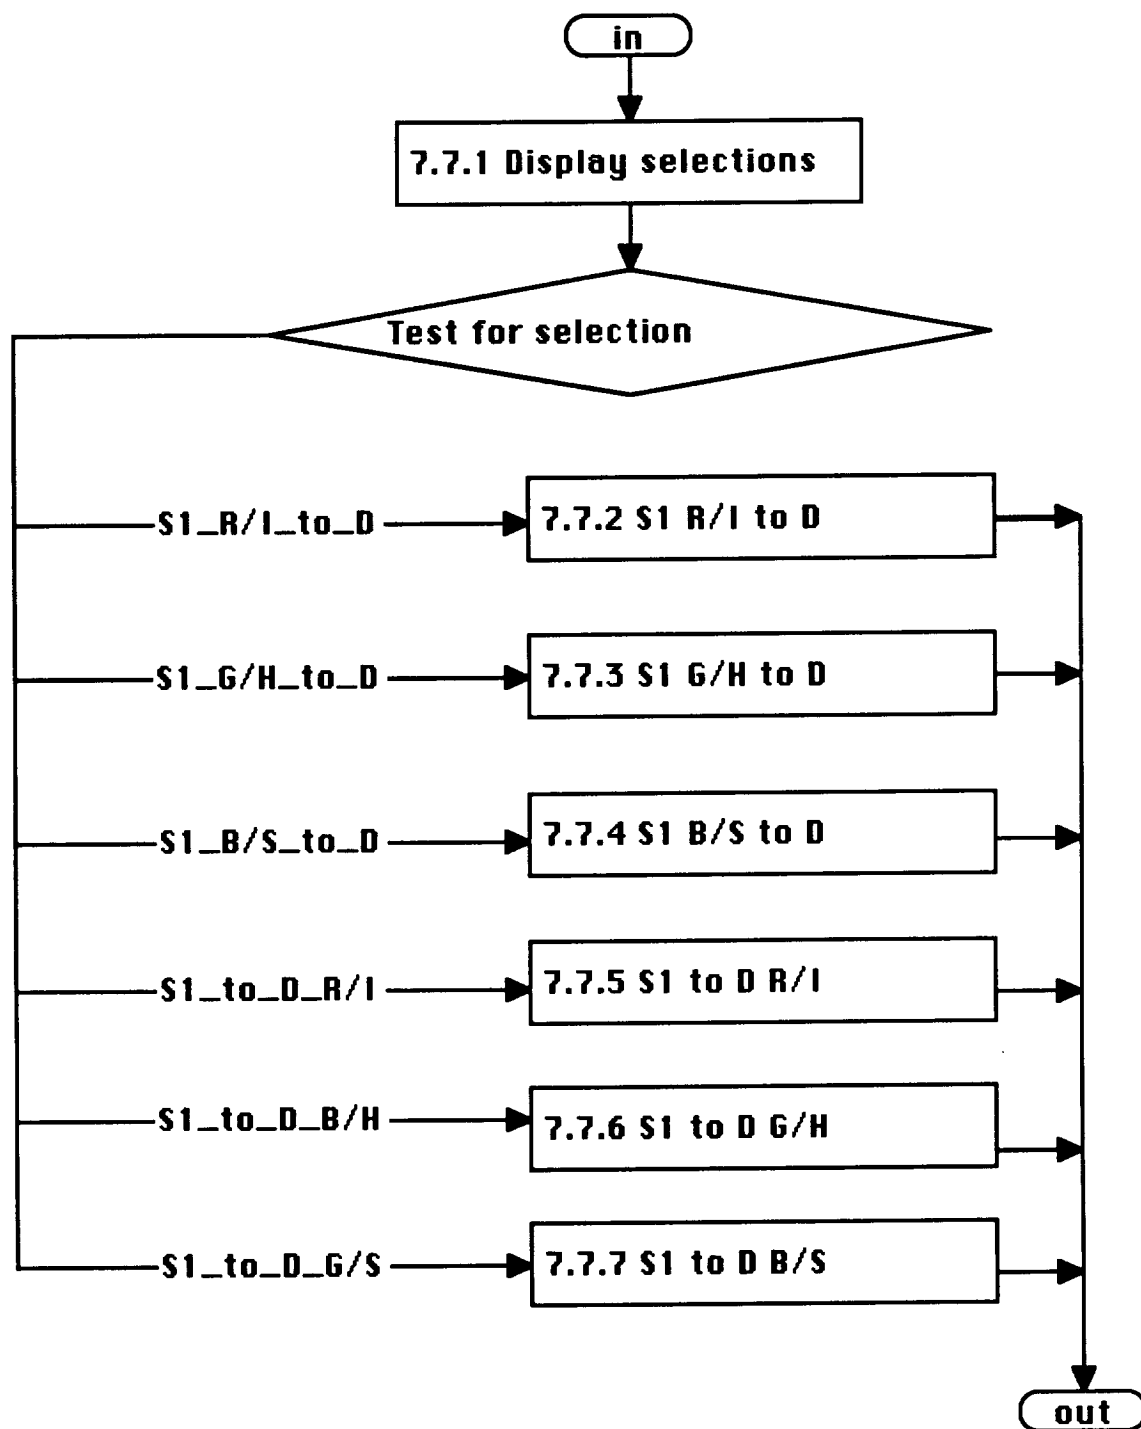 in
7.7.1 Display selections
Test for selection
S1_R/I_to_D
7.7.2 S1 R/I to D
S1_G/H_to_D
7.7.3 S1 G/H to D
S1_B/S_to_D
7.7.4 S1 B/S to D
S1_to_D_R/I
7.7.5 S1 to D R/I
S1_to_D_B/H
7.7.6 S1 to D G/H
S1_to_D_G/S
7.7.7 S1 to D B/S
out